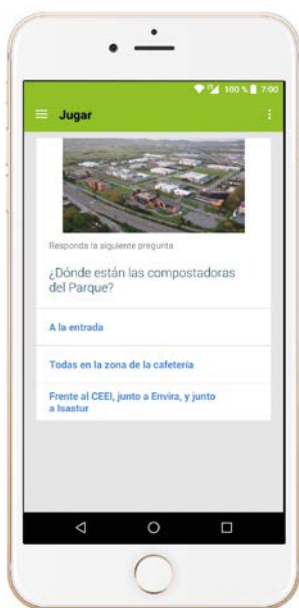 100 % 7:00
Jugar
Responda la siguiente pregunta
¿Dónde están las compostadoras
del Parque?
A la entrada
Todas en la zona de la cafetería
Frente al CEEI, junto a Envira, y junto
a Isastur